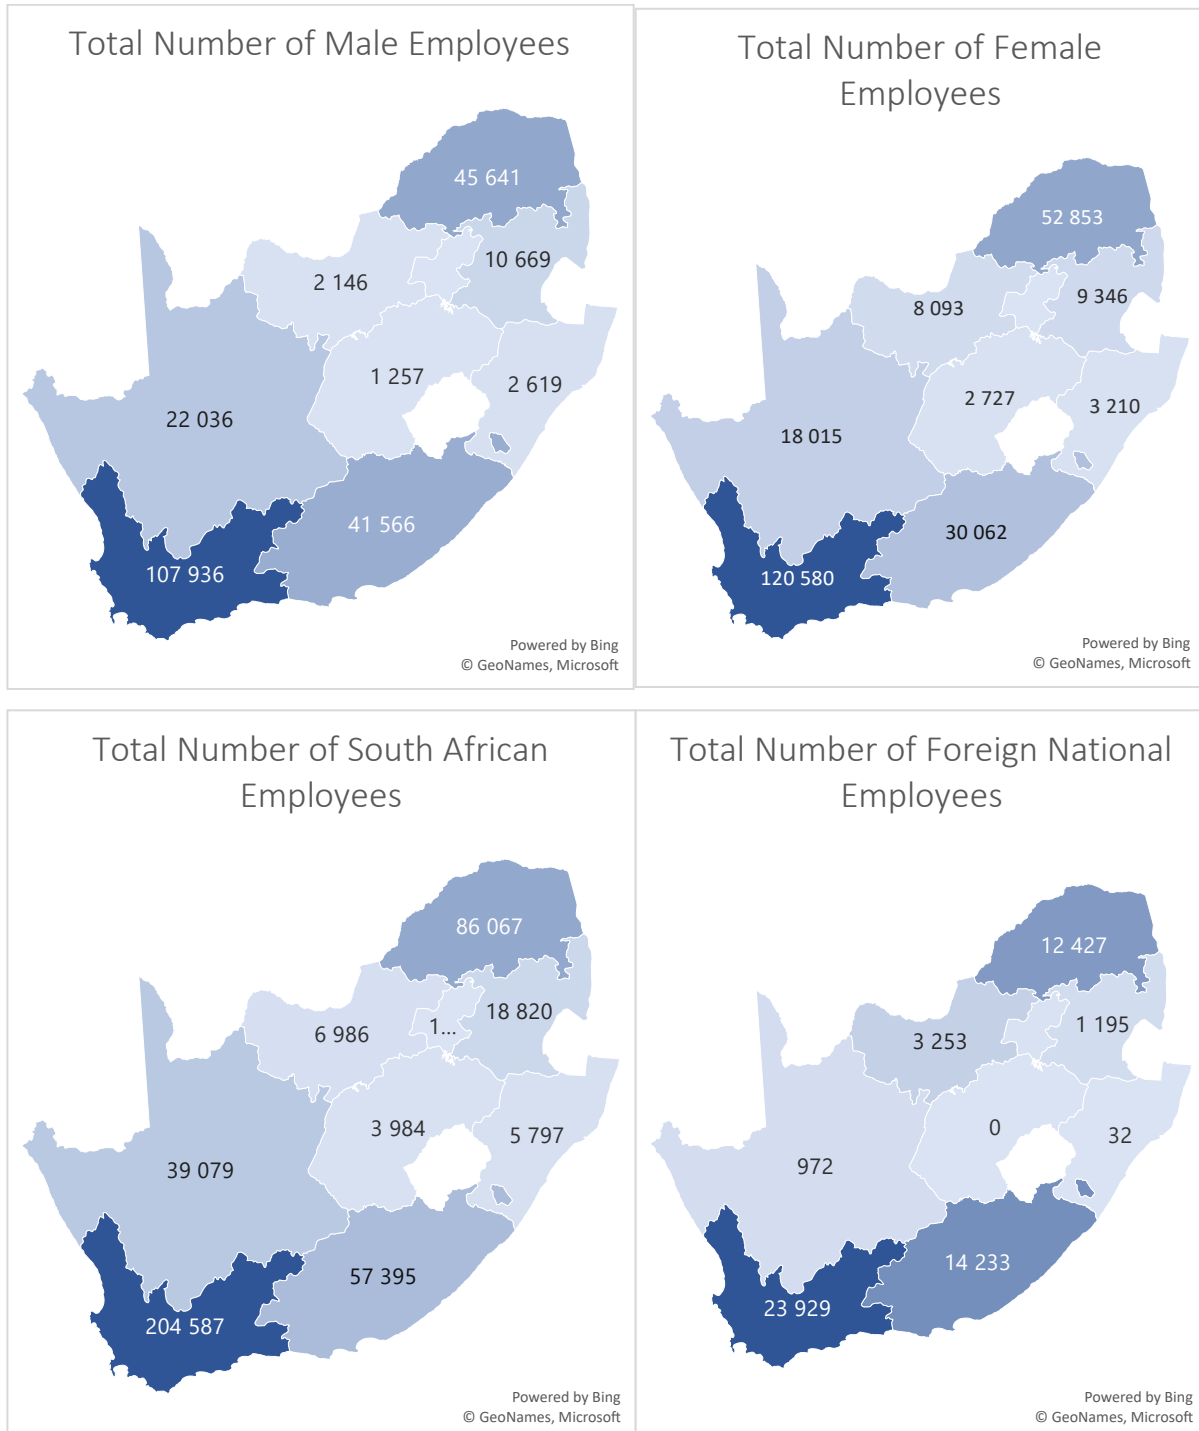 Total Number of Male Employees
45 641
10 669
2 146
1 257
2 619
22 036
41 566
107 936
Powered by Bing
© GeoNames, Microsoft
Total Number of Female
Employees
52 853
9 346
8 093
2 727
3 210
18 015
30 062
120 580
Powered by Bing
© GeoNames, Microsoft
Total Number of South African
Employees
86 067
18 820
1...
6 986
3 984
5 797
39 079
57 395
204 587
Powered by Bing
© GeoNames, Microsoft
Total Number of Foreign National
Employees
12 427
1 195
3 253
0
32
972
14 233
23 929
Powered by Bing
© GeoNames, Microsoft